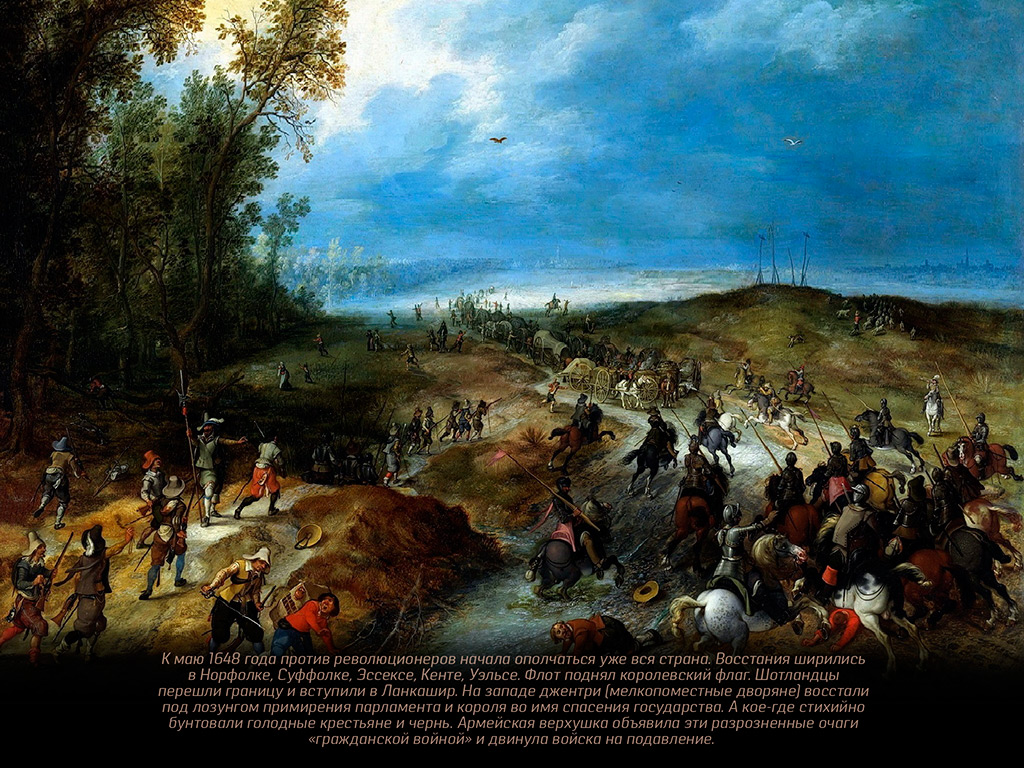 К маю 1648 года против революционеров начала ополчаться уже вся страна. Восстания ширились
в Норфолке, Суффолке, Эссексе, Кенте, Уэльсе. Флот поднял королевский флаг. Шотландцы
перешли границу и вступили в Ланкашир. На западе джентри (мелкопоместные дворяне) восстали
под лозунгом примирения парламента и короля во имя спасения государства. А кое-где стихийно
бунтовали голодные крестьяне и чернь. Армейская верхушка объявила эти разрозненные очаги
«гражданской войной» и двинула войска на подавление.